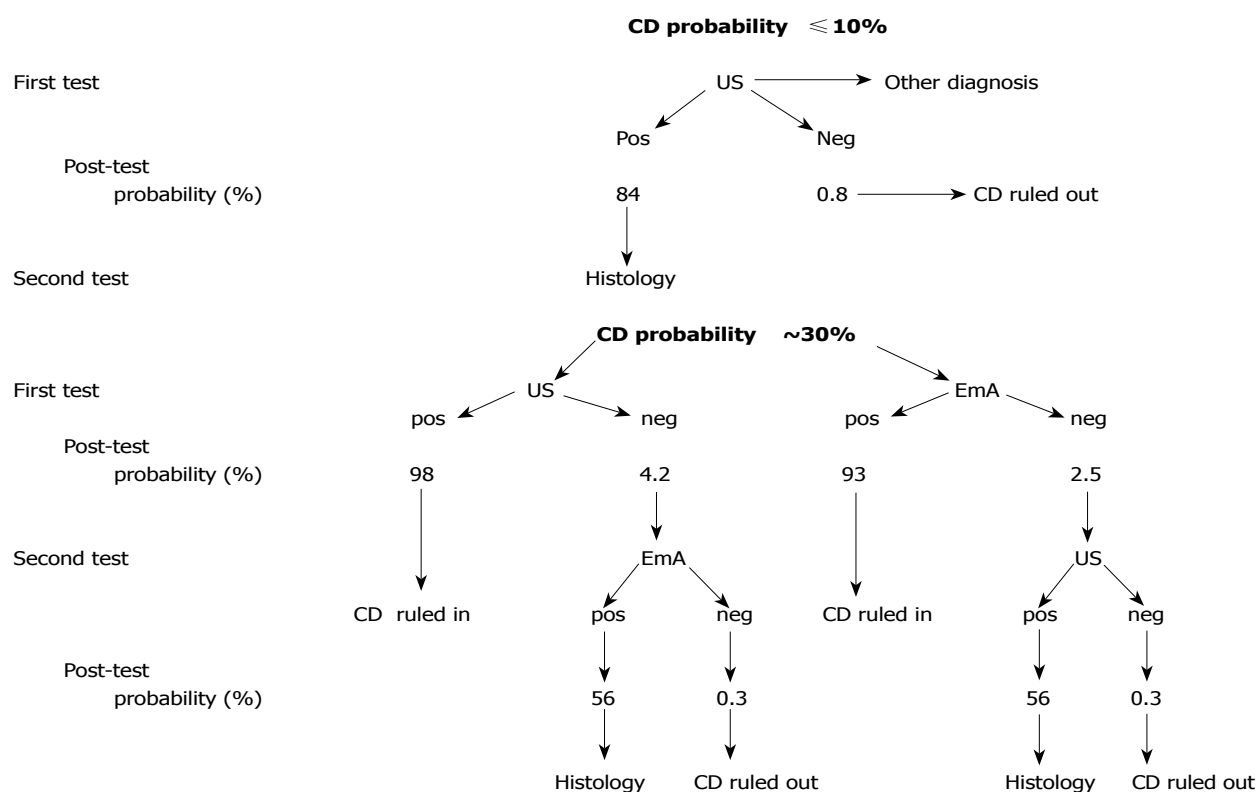 CD probability ⩽ 10%
First test US Other diagnosis
Pos Neg
Post-test
probability (%) 84 0.8 CD ruled out
Second test Histology
CD probability ~30%
First test US EmA
pos neg pos neg
Post-test
probability (%) 98 4.2 93 2.5
Second test EmA US
CD ruled in pos neg CD ruled in pos neg
Post-test
probability (%) 56 0.3 56 0.3
Histology CD ruled out Histology CD ruled out